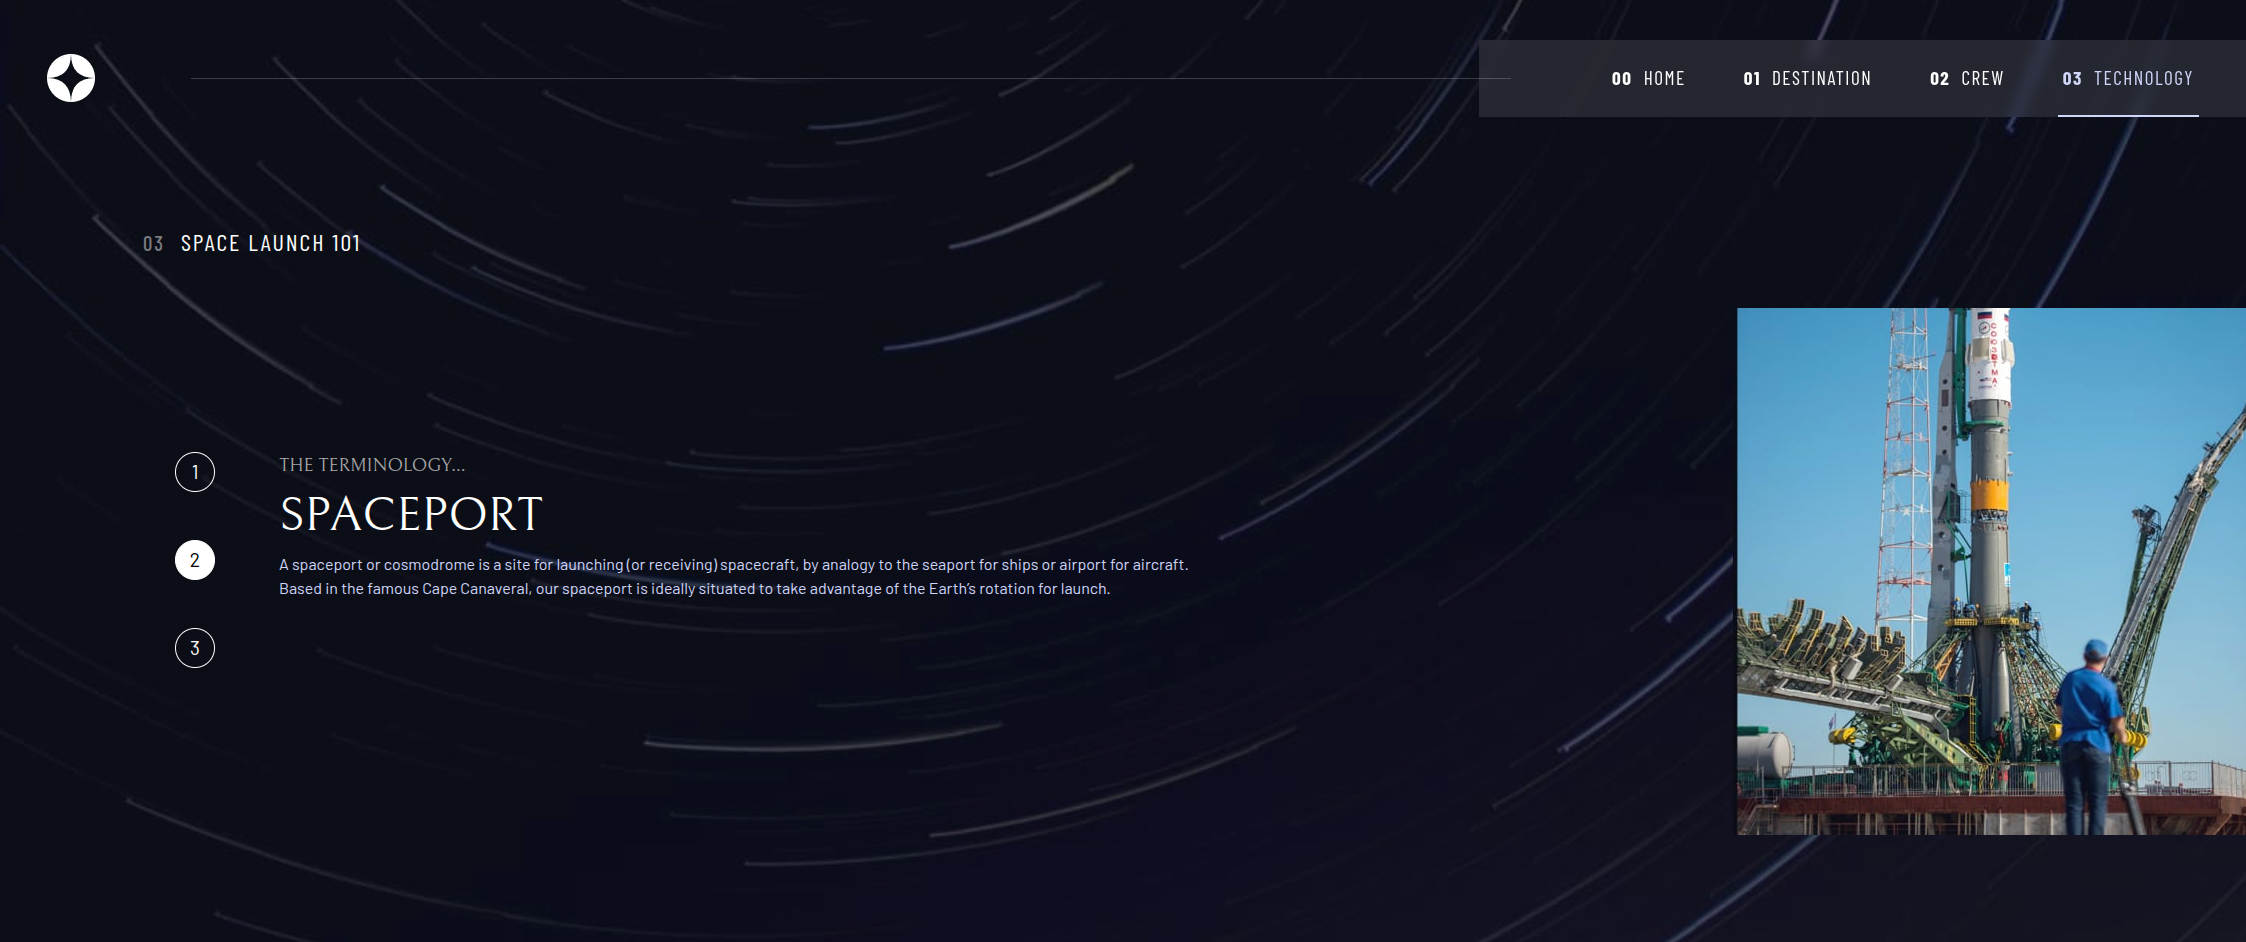 00 HOME 01 DESTINATION 02 CREW 03 TECHNOLOGY
03 SPACE LAUNCH 101
1
2
3
THE TERMINOLOGY...
SPACEPORT
A spaceport or cosmodrome is a site for launching (or receiving) spacecraft, by analogy to the seaport for ships or airport for aircraft.
Based in the famous Cape Canaveral, our spaceport is ideally situated to take advantage of the Earth’s rotation for launch.